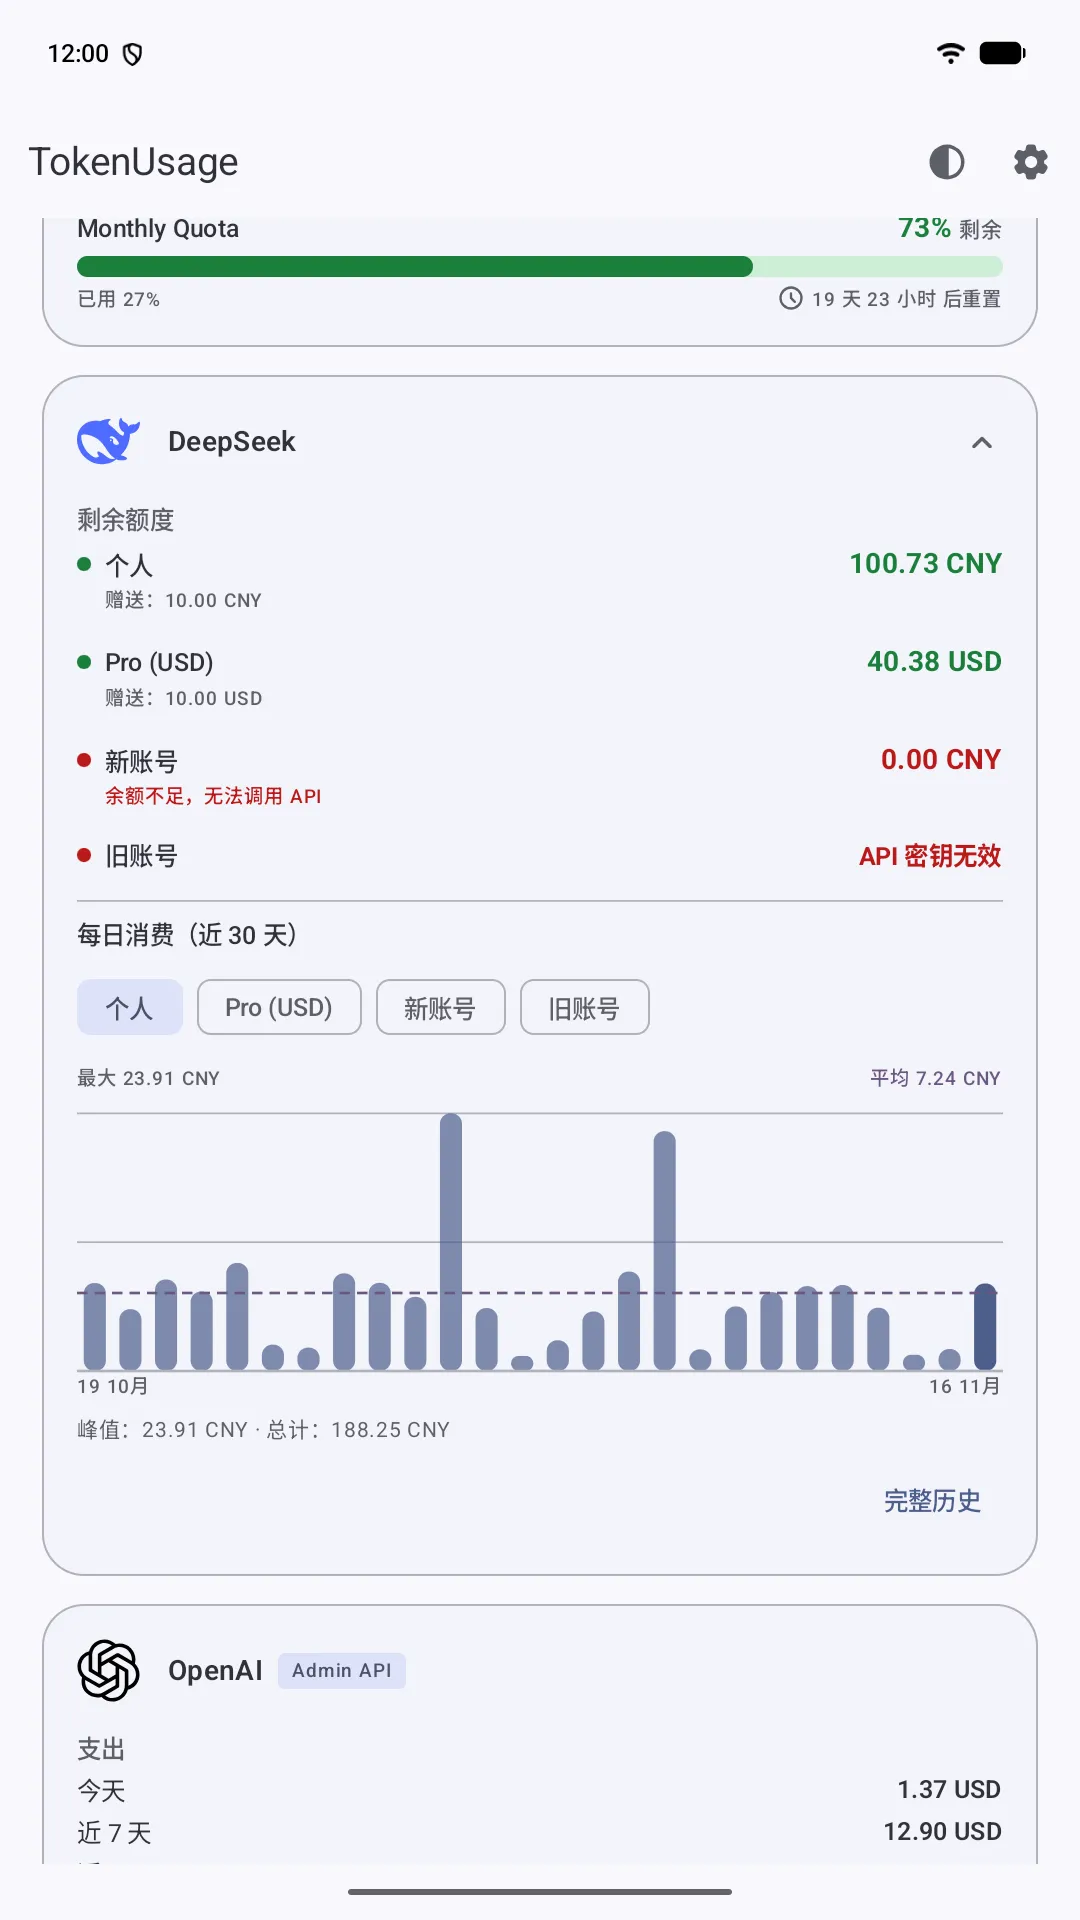 12:00
TokenUsage
Monthly Quota 73% 剩余
已用 27% 19 天 23 小时 后重置
DeepSeek
剩余额度
个人 100.73 CNY
赠送：10.00 CNY
Pro (USD) 40.38 USD
赠送：10.00 USD
新账号 0.00 CNY
余额不足，无法调用 API
旧账号 API 密钥无效
每日消费（近 30 天）
个人 Pro (USD) 新账号 旧账号
最大 23.91 CNY 平均 7.24 CNY
19 10月 16 11月
峰值：23.91 CNY · 总计：188.25 CNY
完整历史
OpenAI Admin API
支出
今天 1.37 USD
近 7 天 12.90 USD